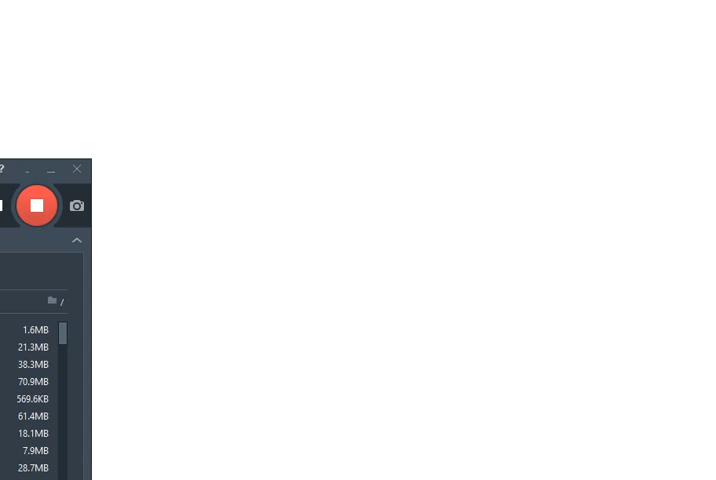 ?
/
1.6MB
21.3MB
38.3MB
70.9MB
569.6KB
61.4MB
18.1MB
7.9MB
28.7MB